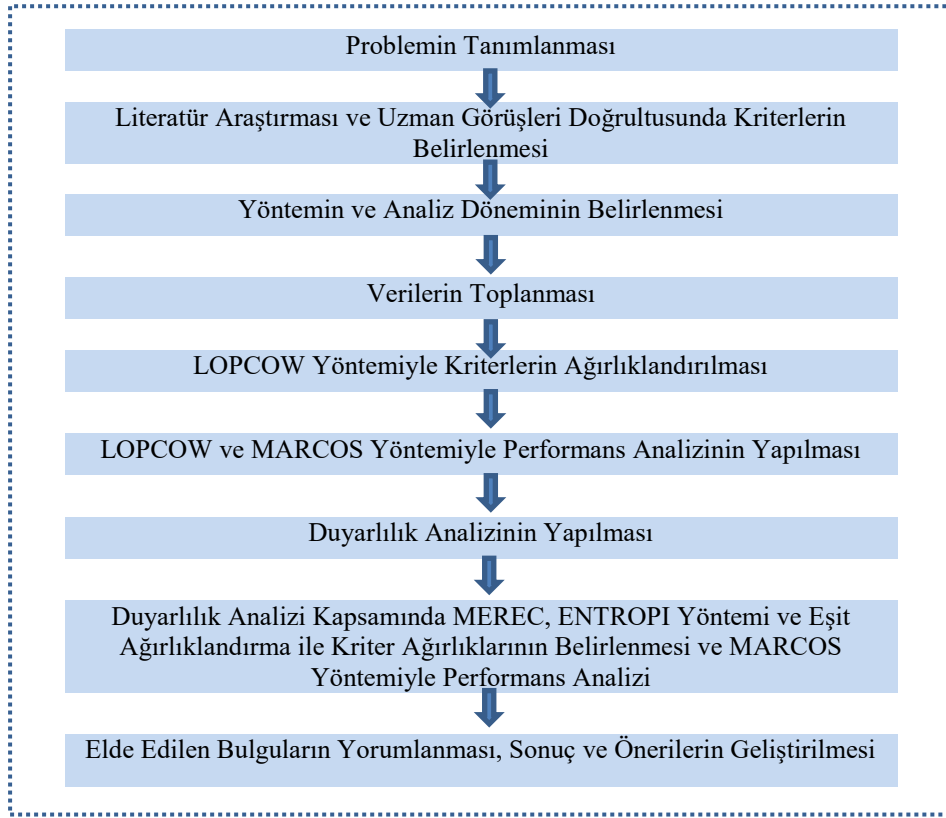 Problemin Tanımlanması
Literatür Araştırması ve Uzman Görüşleri Doğrultusunda Kriterlerin
Belirlenmesi
Yöntemin ve Analiz Döneminin Belirlenmesi
Verilerin Toplanması
LOPCOW Yöntemiyle Kriterlerin Ağırlıklandırılması
LOPCOW ve MARCOS Yöntemiyle Performans Analizinin Yapılması
Duyarlılık Analizinin Yapılması
Duyarlılık Analizi Kapsamında MEREC, ENTROPI Yöntemi ve Eşit
Ağırlıklandırma ile Kriter Ağırlıklarının Belirlenmesi ve MARCOS
Yöntemiyle Performans Analizi
Elde Edilen Bulguların Yorumlanması, Sonuç ve Önerilerin Geliştirilmesi